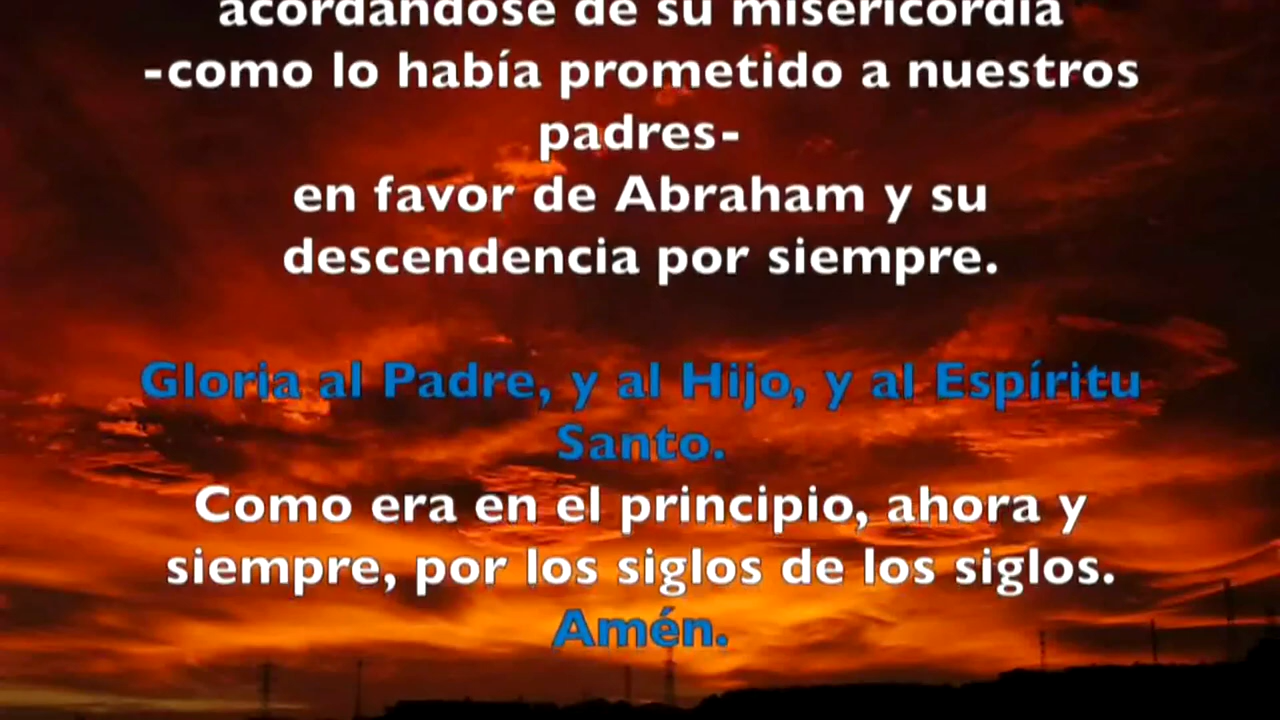 acordándose de su misericordia
-como lo había prometido a nuestros
padres-
en favor de Abraham y su
descendencia por siempre.
Gloria al Padre, y al Hijo, y al Espíritu
Santo.
Como era en el principio, ahora y
siempre, por los siglos de los siglos.
Amén.